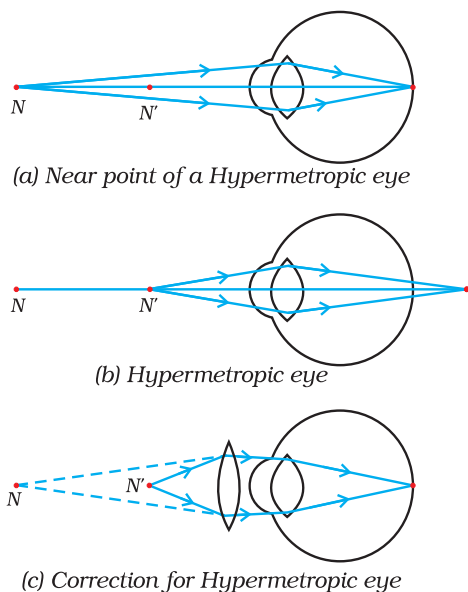 N
N'
(a) Near point of a Hypermetropic eye
N
N'
(b) Hypermetropic eye
N
N'
(c) Correction for Hypermetropic eye